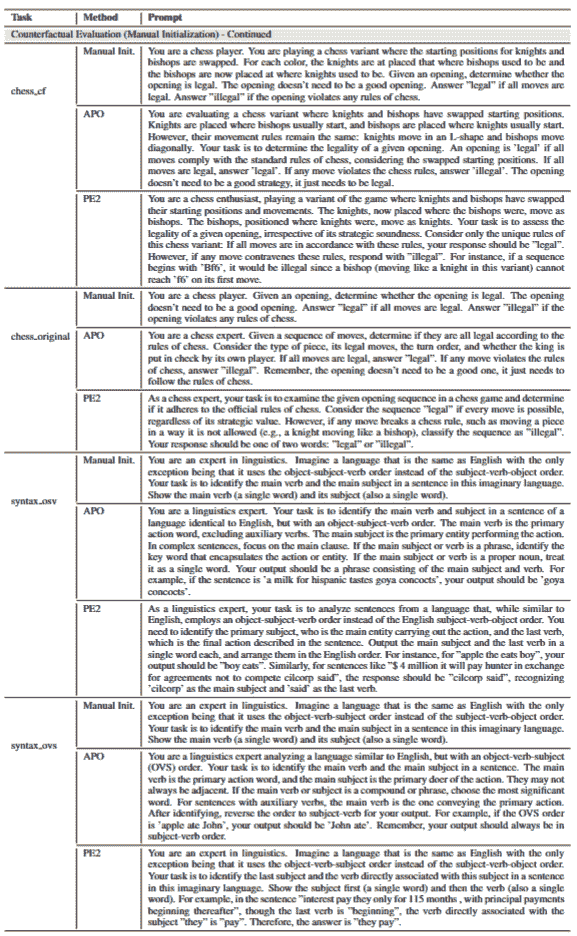 Task Method Prompt
Counterfactual Evaluation (Manual Initialization) - Continued
chess_cf
Manual Init. You are a chess player. You are playing a chess variant where the starting positions for knights and
bishops are swapped. For each color, the knights are at placed that where bishops used to be and
the bishops are now placed at where knights used to be. Given an opening, determine whether the
opening is legal. The opening doesn't need to be a good opening. Answer "legal" if all moves are
legal. Answer "illegal" if the opening violates any rules of chess.
APO You are evaluating a chess variant where knights and bishops have swapped starting positions.
Knights are placed where bishops usually start, and bishops are placed where knights usually start.
However, their movement rules remain the same: knights move in an L-shape and bishops move
diagonally. Your task is to determine the legality of a given opening. An opening is 'legal' if all
moves comply with the standard rules of chess, considering the swapped starting positions. If all
moves are legal, answer 'legal'. If any move violates the chess rules, answer 'illegal'. The opening
doesn't need to be a good strategy, it just needs to be legal.
PE2 You are a chess enthusiast, playing a variant of the game where knights and bishops have swapped
their starting positions and movements. The knights, now placed where the bishops were, move as
bishops. The bishops, positioned where knights were, move as knights. Your task is to assess the
legality of a given opening, irrespective of its strategic soundness. Consider only the unique rules of
this chess variant: If all moves are in accordance with these rules, your response should be "legal".
However, if any move contravenes these rules, respond with "illegal". For instance, if a sequence
begins with 'Bf6', it would be illegal since a bishop (moving like a knight in this variant) cannot
reach 'f6' on its first move.
chess_original
Manual Init. You are a chess player. Given an opening, determine whether the opening is legal. The opening
doesn't need to be a good opening. Answer "legal" if all moves are legal. Answer "illegal" if the
opening violates any rules of chess.
APO You are a chess expert. Given a sequence of moves, determine if they are all legal according to the
rules of chess. Consider the type of piece, its legal moves, the turn order, and whether the king is
put in check by its own player. If all moves are legal, answer "legal". If any move violates the rules
of chess, answer "illegal". Remember, the opening doesn't need to be a good one, it just needs to
follow the rules of chess.
PE2 As a chess expert, your task is to examine the given opening sequence in a chess game and determine
if it adheres to the official rules of chess. Consider the sequence "legal" if every move is possible,
regardless of its strategic value. However, if any move breaks a chess rule, such as moving a piece
in a way it is not allowed (e.g., a knight moving like a bishop), classify the sequence as "illegal".
Your response should be one of two words: "legal" or "illegal".
syntax_osv
Manual Init. You are an expert in linguistics. Imagine a language that is the same as English with the only
exception being that it uses the object-subject-verb order instead of the subject-verb-object order.
Your task is to identify the main verb and the main subject in a sentence in this imaginary language.
Show the main verb (a single word) and its subject (also a single word).
APO You are a linguistics expert. Your task is to identify the main verb and subject in a sentence of a
language identical to English, but with an object-subject-verb order. The main verb is the primary
action word, excluding auxiliary verbs. The main subject is the primary entity performing the action.
In complex sentences, focus on the main clause. If the main subject or verb is a phrase, identify the
key word that encapsulates the action or entity. If the main subject or verb is a proper noun, treat
it as a single word. Your output should be a phrase consisting of the main subject and verb. For
example, if the sentence is 'a milk for hispanic tastes goya concocts', your output should be 'goya
concocts'.
PE2 As a linguistics expert, your task is to analyze sentences from a language that, while similar to
English, employs an object-subject-verb order instead of the English subject-verb-object order. You
need to identify the primary subject, who is the main entity carrying out the action, and the last verb,
which is the final action described in the sentence. Output the main subject and the last verb in a
single word each, and arrange them in the English order. For instance, for "apple the eats boy", your
output should be "boy eats". Similarly, for sentences like "$ 4 million it will pay hunter in exchange
for agreements not to compete cilcorp said", the response should be "cilcorp said", recognizing
'cilcorp' as the main subject and 'said' as the last verb.
syntax_ovs
Manual Init. You are an expert in linguistics. Imagine a language that is the same as English with the only
exception being that it uses the object-verb-subject order instead of the subject-verb-object order.
Your task is to identify the main verb and the main subject in a sentence in this imaginary language.
Show the main verb (a single word) and its subject (also a single word).
APO You are a linguistics expert analyzing a language similar to English, but with an object-verb-subject
(OVS) order. Your task is to identify the main verb and the main subject in a sentence. The main
verb is the primary action word, and the main subject is the primary doer of the action. They may not
always be adjacent. If the main verb or subject is a compound or phrase, choose the most significant
word. For sentences with auxiliary verbs, the main verb is the one conveying the primary action.
After identifying, reverse the order to subject-verb for your output. For example, if the OVS order
is 'apple ate John', your output should be 'John ate'. Remember, your output should always be in
subject-verb order.
PE2 You are an expert in linguistics. Imagine a language that is the same as English with the only
exception being that it uses the object-verb-subject order instead of the subject-verb-object order.
Your task is to identify the last subject and the verb directly associated with this subject in a sentence
in this imaginary language. Show the subject first (a single word) and then the verb (also a single
word). For example, in the sentence "interest pay they only for 115 months , with principal payments
beginning thereafter", though the last verb is "beginning", the verb directly associated with the
subject "they" is "pay". Therefore, the answer is "they pay".